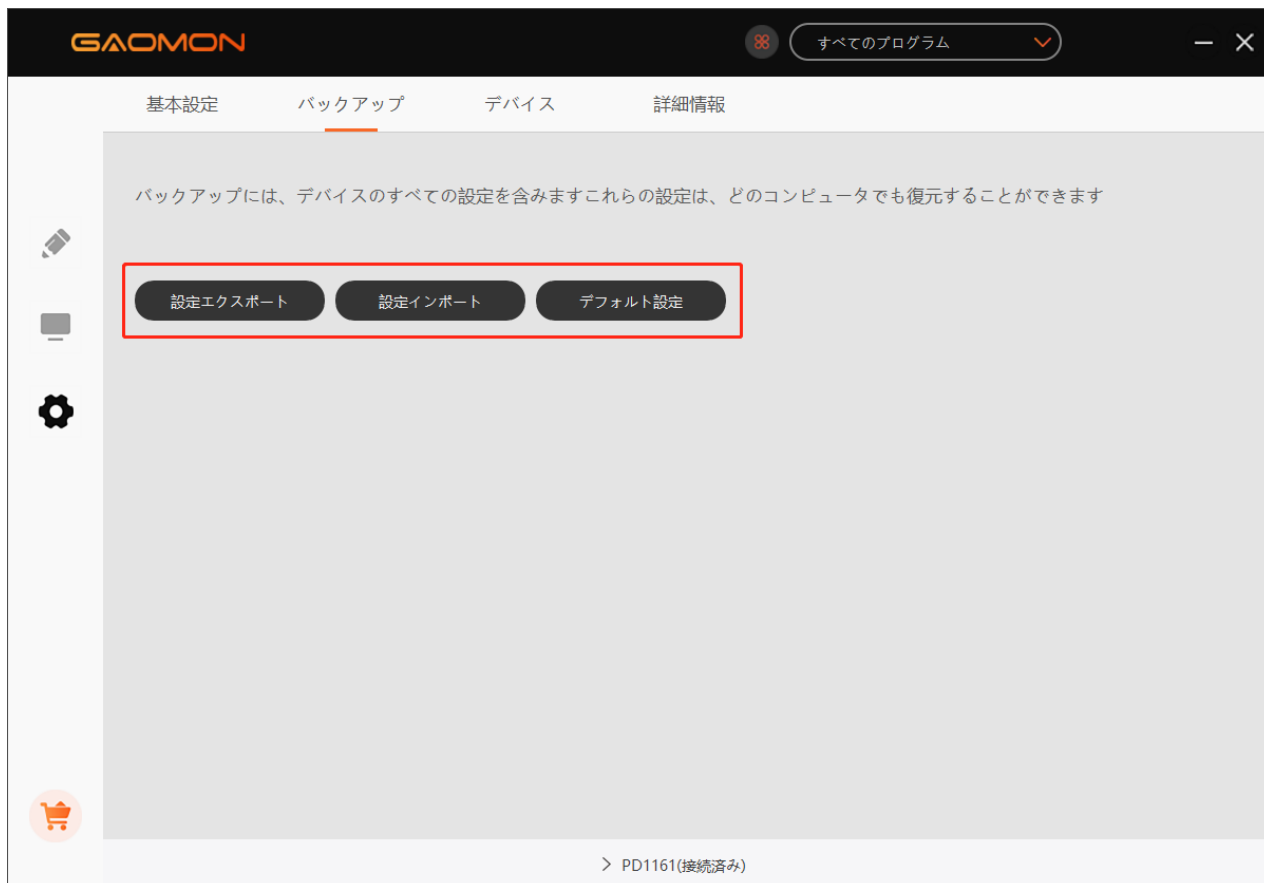 GAOMON
すべてのプログラム
基本設定 バックアップ デバイス 詳細情報
バックアップには、デバイスのすべての設定を含みますこれらの設定は、どのコンピュータでも復元することができます
設定エクスポート 設定インポート デフォルト設定
PD1161(接続済み)